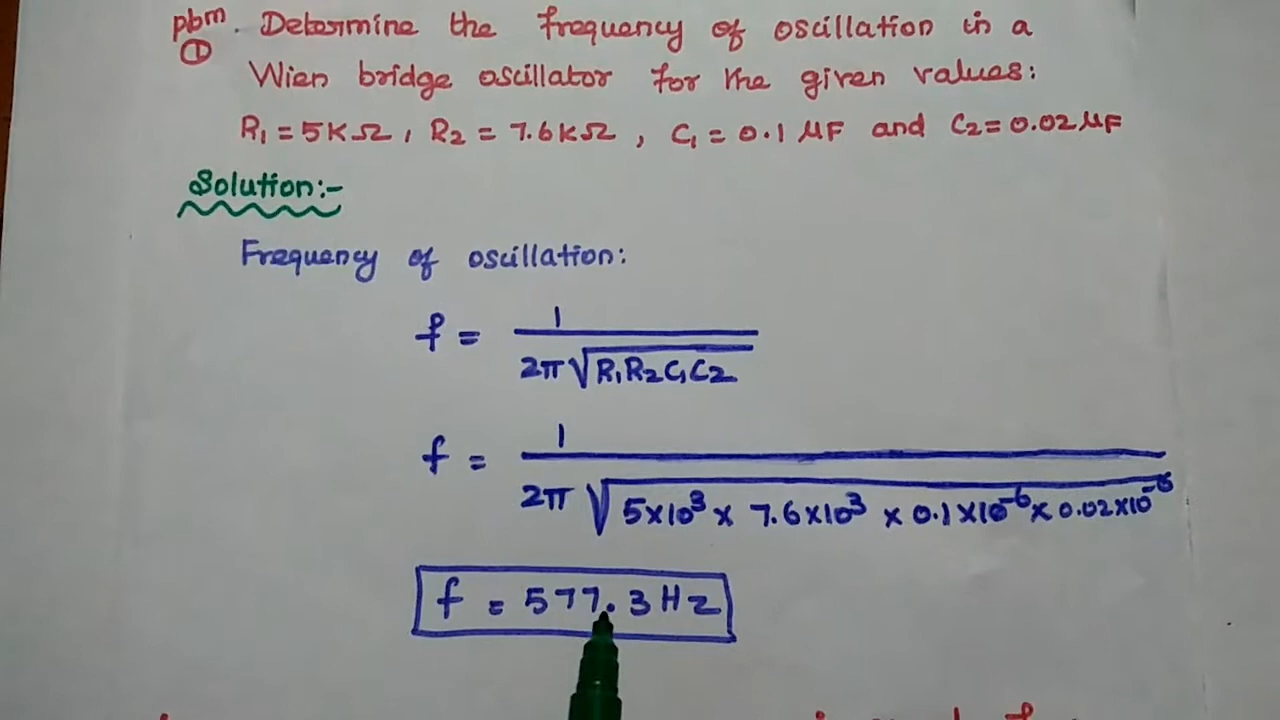 pbm. Determine the frequency of oscillation in a
① Wien bridge oscillator for the given values:
R₁ = 5KΩ, R₂ = 7.6KΩ, C₁ = 0.1 μF and C₂ = 0.02 μF
Solution:-
Frequency of oscillation:
f = 1 / 2π√R₁R₂C₁C₂
f = 1 / 2π√5×10³ × 7.6×10³ × 0.1×10⁻⁶ × 0.02×10⁻⁶
f = 577.3 Hz